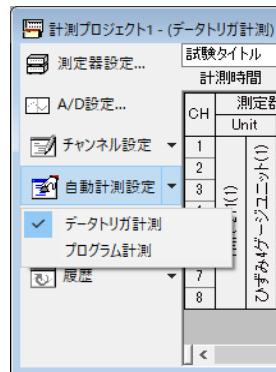 計測プロジェクト1 - (データトリガ計測)
測定器設定...
A/D設定...
チャンネル設定
自動計測設定
データトリガ計測
プログラム計測
履歴
試験タイトル
計測時間
CH
測定器
Unit
1
2
3
7
8
ひずみ4ゲージユニット(1)